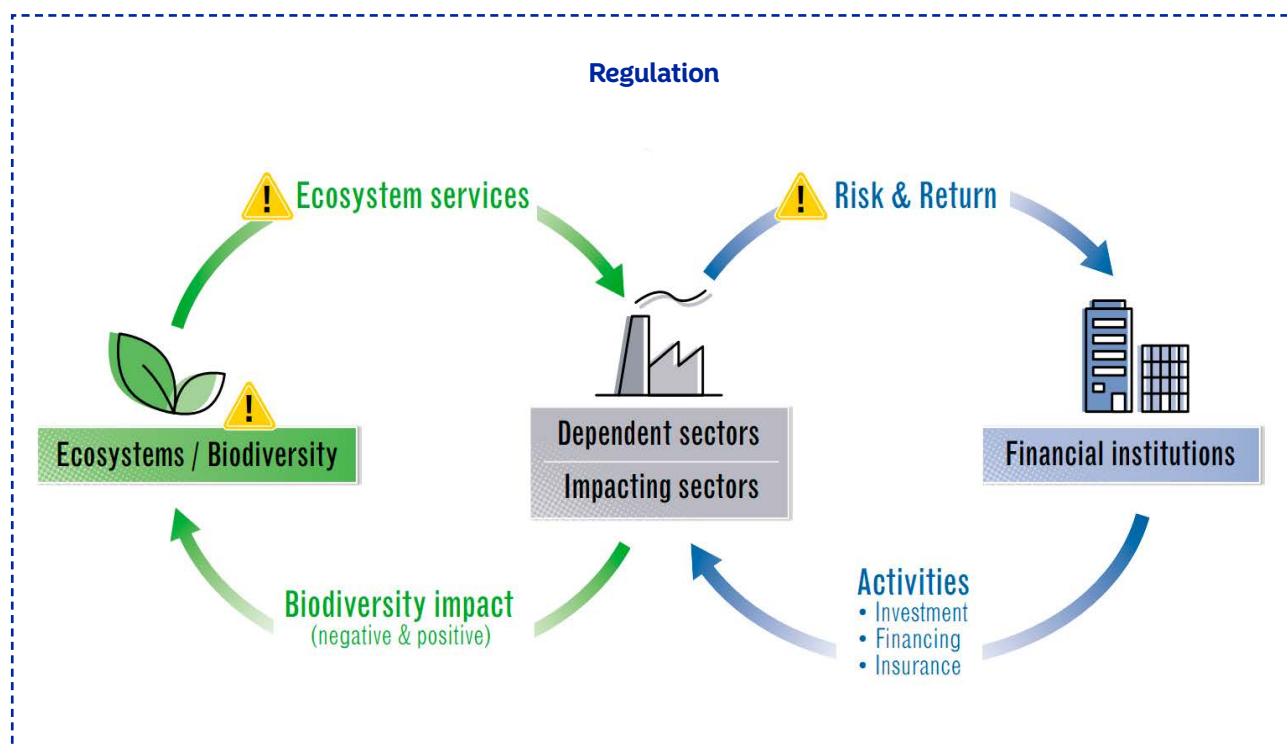 Regulation
! Ecosystem services
! Risk & Return
!
Ecosystems / Biodiversity
Dependent sectors
Impacting sectors
Financial institutions
Biodiversity impact
(negative & positive)
Activities
• Investment
• Financing
• Insurance